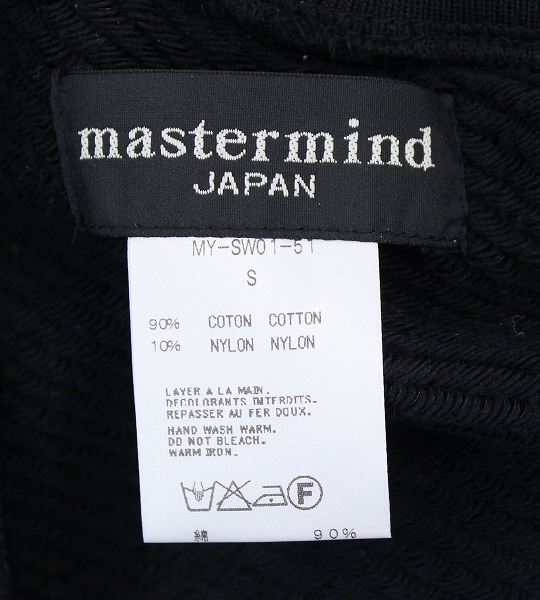 mastermind
JAPAN
MY-SW01-51
S
90% COTON COTTON
10% NYLON NYLON
LAYER A LA MAIN.
DECOLORANTS INTERDITS.
REPASSER AU FER DOUX.
HAND WASH WARM.
DO NOT BLEACH.
WARM IRON.
F
綿 90%